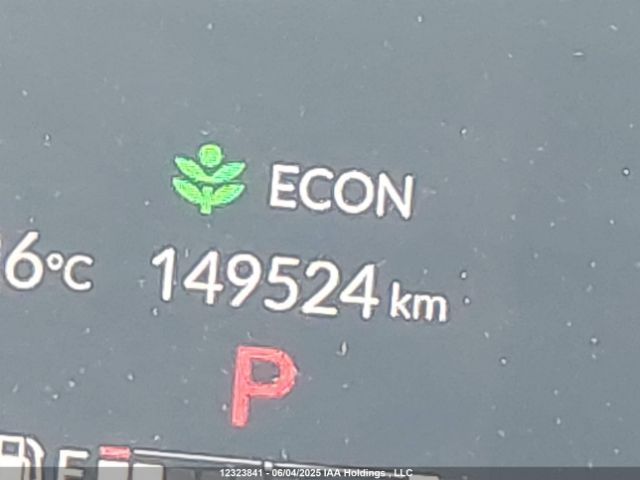 ECON
6°C 149524 km
P
E
12323841 - 06/04/2025 IAA Holdings , LLC